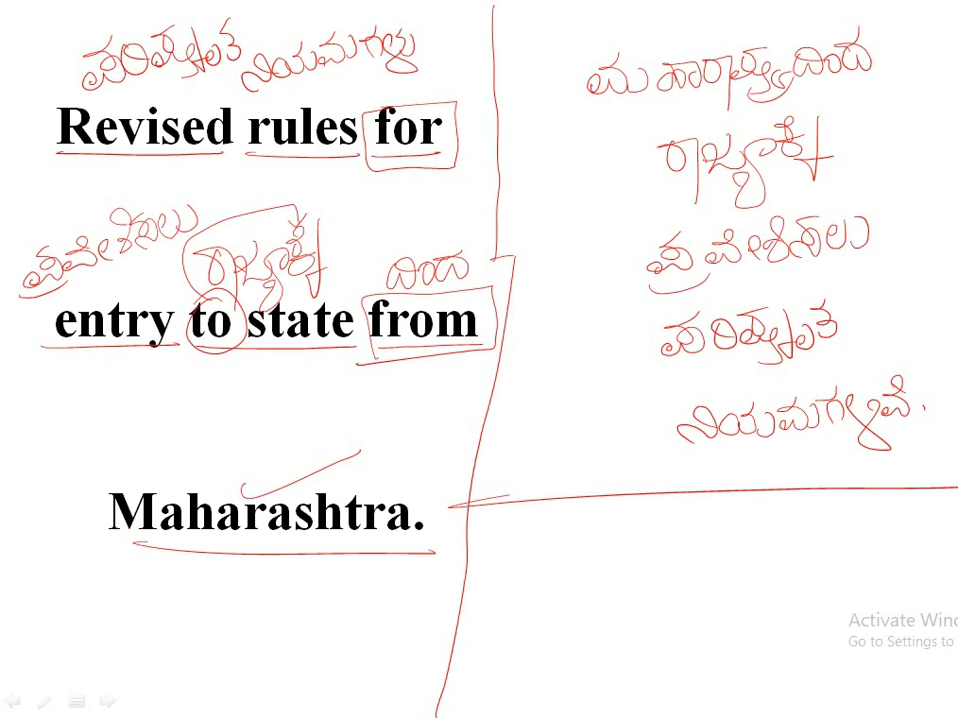 ಪರಿಷ್ಕೃತ ನಿಯಮಗಳು
Revised rules for
ಪ್ರವೇಶಿಸಲು ರಾಜ್ಯಕ್ಕೆ ದಿಂದ
entry to state from
Maharashtra.
ಮಹಾರಾಷ್ಟ್ರದಿಂದ
ರಾಜ್ಯಕ್ಕೆ
ಪ್ರವೇಶಿಸಲು
ಪರಿಷ್ಕೃತ
ನಿಯಮಗಳಿವೆ.
Activate Wind
Go to Settings to